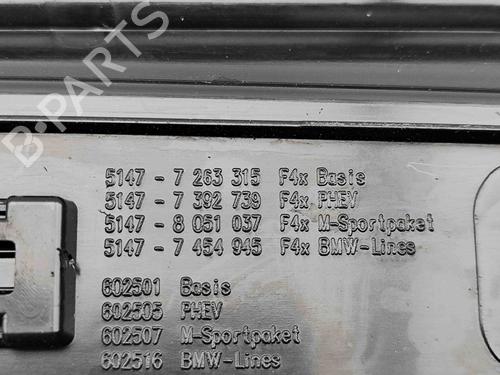 B-PARTS
5147 - 7 263 315 F4x Basis
5147 - 7 392 739 F4x PHEV
5147 - 8 051 037 F4x M-Sportpaket
5147 - 7 454 945 F4x BMW-Lines
602501 Basis
602505 PHEV
602507 M-Sportpaket
602516 BMW-Lines